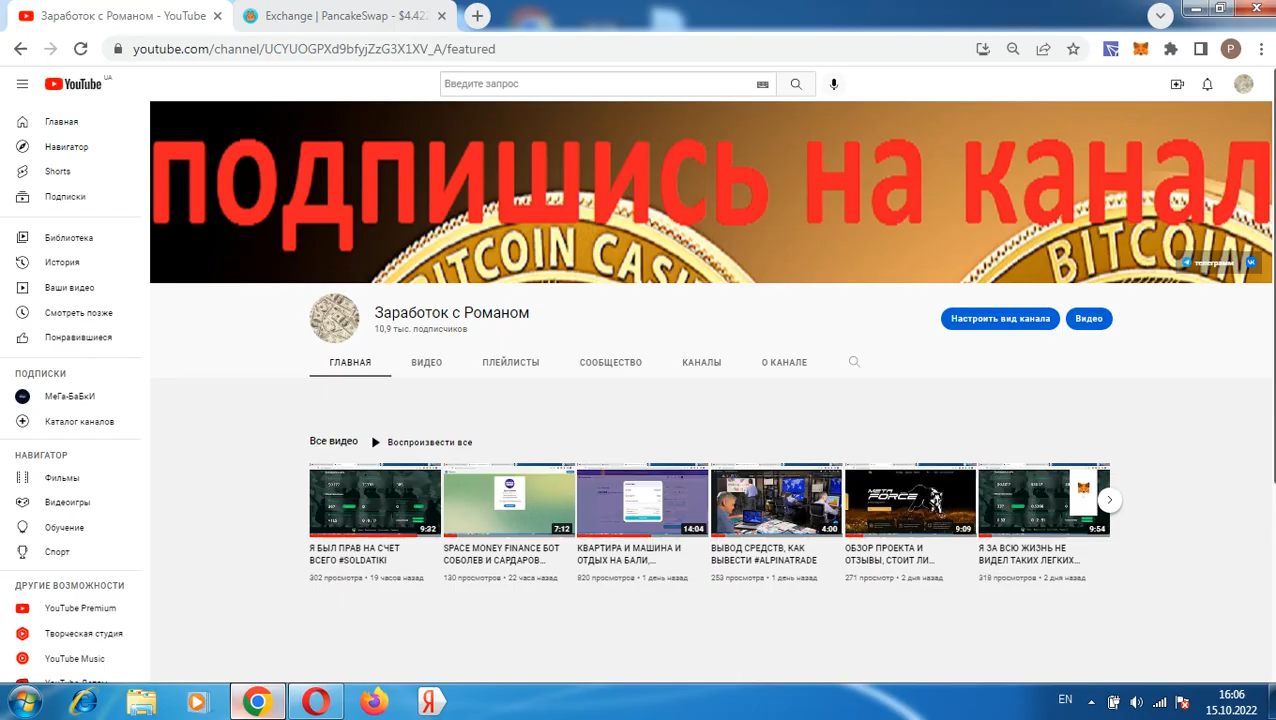 Заработок с Романом - YouTube
Exchange | PancakeSwap - $4.422
youtube.com/channel/UCYUOGPXd9bfyjZzG3X1XV_A/featured
P
YouTube UA
Введите запрос
Главная
Навигатор
Shorts
Подписки
Библиотека
История
Ваши видео
Смотреть позже
Понравившиеся
ПОДПИСКИ
МеГа-БаБкИ
Каталог каналов
НАВИГАТОР
Фильмы
Видеоигры
Обучение
Спорт
ДРУГИЕ ВОЗМОЖНОСТИ
YouTube Premium
Творческая студия
YouTube Music
подпишись на канал
BITCOIN CASH
BITCOIN
телеграмм
Заработок с Романом
10,9 тыс. подписчиков
Настроить вид канала
Видео
ГЛАВНАЯ
ВИДЕО
ПЛЕЙЛИСТЫ
СООБЩЕСТВО
КАНАЛЫ
О КАНАЛЕ
Все видео
Воспроизвести все
9:32
Я БЫЛ ПРАВ НА СЧЕТ
ВСЕГО #SOLDATIKI
302 просмотра • 19 часов назад
7:12
SPACE MONEY FINANCE БОТ
СОБОЛЕВ И САРДАРОВ...
130 просмотров • 22 часа назад
14:04
КВАРТИРА И МАШИНА И
ОТДЫХ НА БАЛИ,...
820 просмотров • 1 день назад
4:00
ВЫВОД СРЕДСТВ, КАК
ВЫВЕСТИ #ALPINATRADE
253 просмотра • 1 день назад
META FORCE
9:09
ОБЗОР ПРОЕКТА И
ОТЗЫВЫ, СТОИТ ЛИ...
271 просмотр • 2 дня назад
9:54
Я ЗА ВСЮ ЖИЗНЬ НЕ
ВИДЕЛ ТАКИХ ЛЕГКИХ...
318 просмотров • 2 дня назад
EN
16:06
15.10.2022